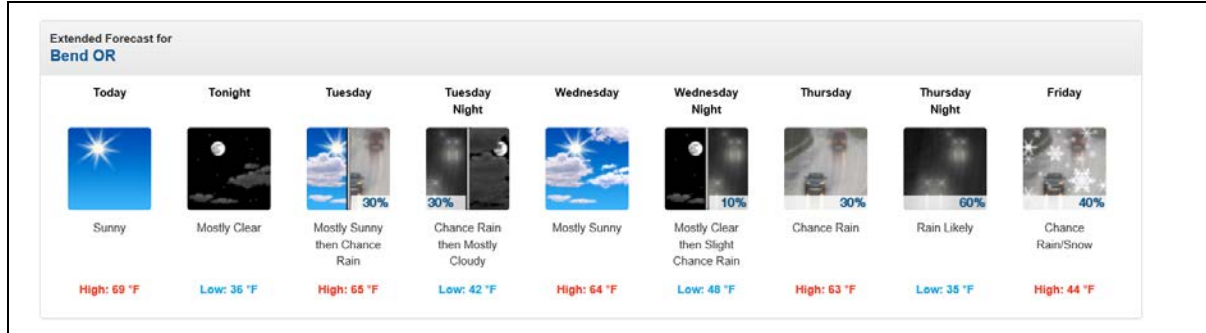 Extended Forecast for
Bend OR
Today
Tonight
Tuesday
Tuesday
Night
Wednesday
Wednesday
Night
Thursday
Thursday
Night
Friday
30%
30%
10%
30%
60%
40%
Sunny
Mostly Clear
Mostly Sunny
then Chance
Rain
Chance Rain
then Mostly
Cloudy
Mostly Sunny
Mostly Clear
then Slight
Chance Rain
Chance Rain
Rain Likely
Chance
Rain/Snow
High: 69 °F
Low: 36 °F
High: 65 °F
Low: 42 °F
High: 64 °F
Low: 48 °F
High: 63 °F
Low: 35 °F
High: 44 °F